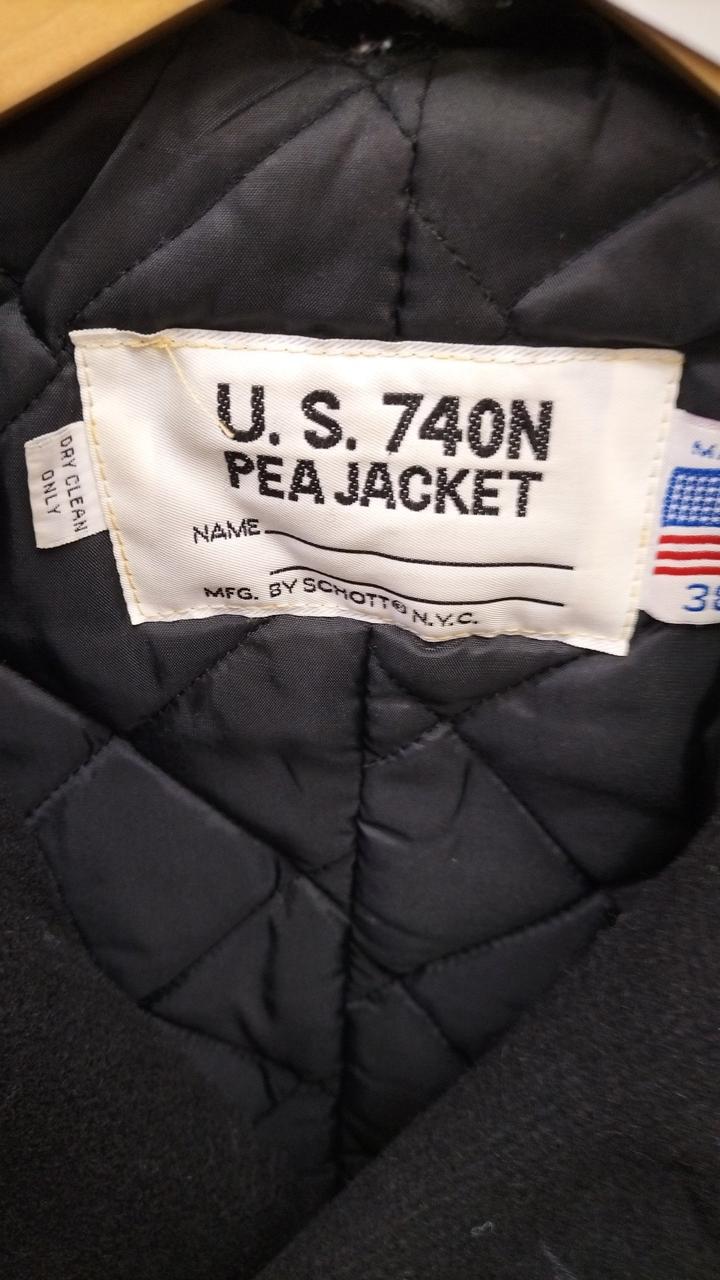 U. S. 740N
PEA JACKET
NAME
MFG. BY SCHOTT® N.Y.C.
DRY CLEAN
ONLY